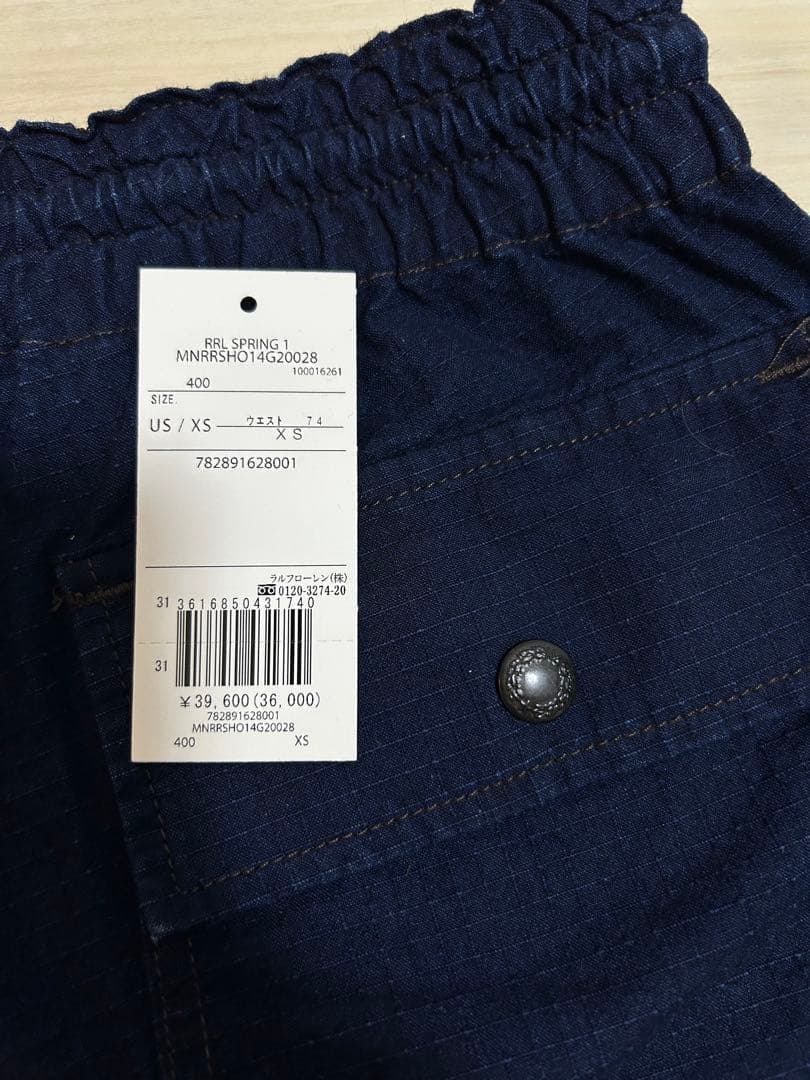 RRL SPRING 1
MNRRSHO14G20028
100016261
400
SIZE.
US / XS ウエスト 74
XS
782891628001
ラルフローレン(株)
0120-3274-20
31 3616850431740
31
¥39,600(36,000)
782891628001
MNRRSHO14G20028
400 XS